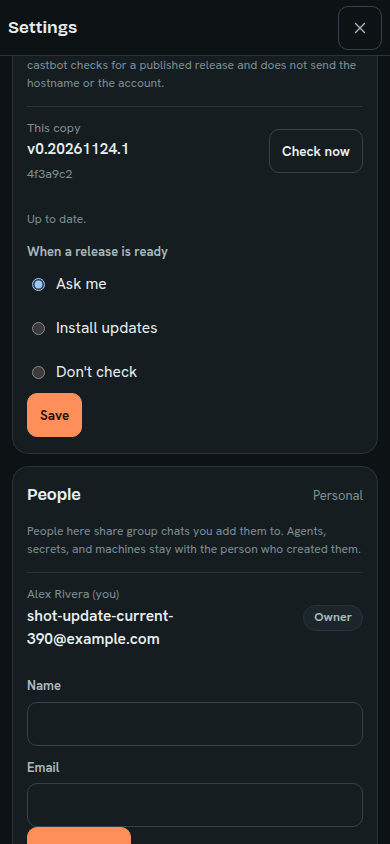 Settings
castbot checks for a published release and does not send the
hostname or the account.
This copy
v0.20261124.1
Check now
4f3a9c2
Up to date.
When a release is ready
Ask me
Install updates
Don't check
Save
People
Personal
People here share group chats you add them to. Agents,
secrets, and machines stay with the person who created them.
Alex Rivera (you)
shot-update-current-
390@example.com
Owner
Name
Email